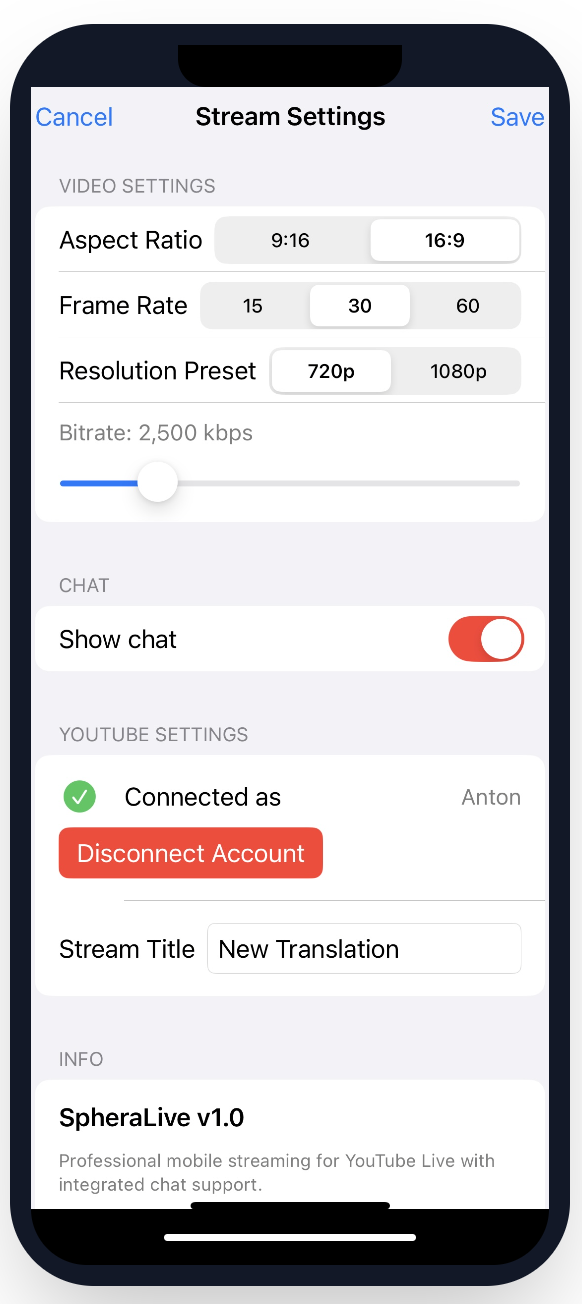 Cancel Stream Settings Save
VIDEO SETTINGS
Aspect Ratio 9:16 16:9
Frame Rate 15 30 60
Resolution Preset 720p 1080p
Bitrate: 2,500 kbps
CHAT
Show chat
YOUTUBE SETTINGS
Connected as Anton
Disconnect Account
Stream Title New Translation
INFO
SpheraLive v1.0
Professional mobile streaming for YouTube Live with
integrated chat support.